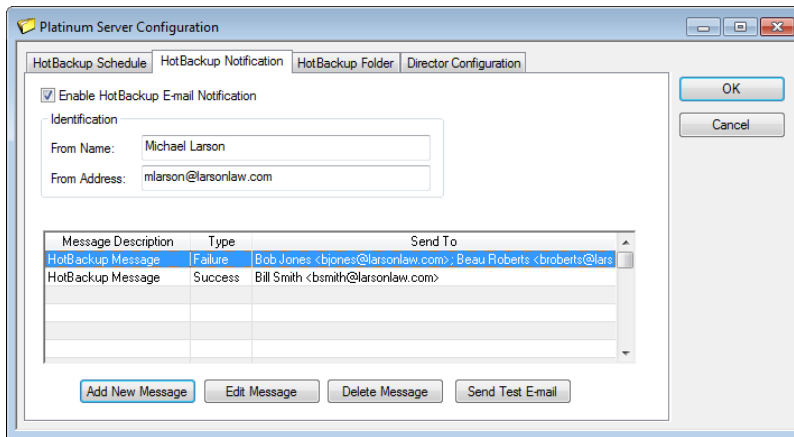 Platinum Server Configuration
HotBackup Schedule HotBackup Notification HotBackup Folder Director Configuration
Enable HotBackup E-mail Notification
OK
Cancel
Identification
From Name: Michael Larson
From Address: mlarson@larsonlaw.com
Message Description Type Send To
HotBackup Message Failure Bob Jones <bjones@larsonlaw.com>; Beau Roberts <broberts@lars
HotBackup Message Success Bill Smith <bsmith@larsonlaw.com>
Add New Message Edit Message Delete Message Send Test E-mail